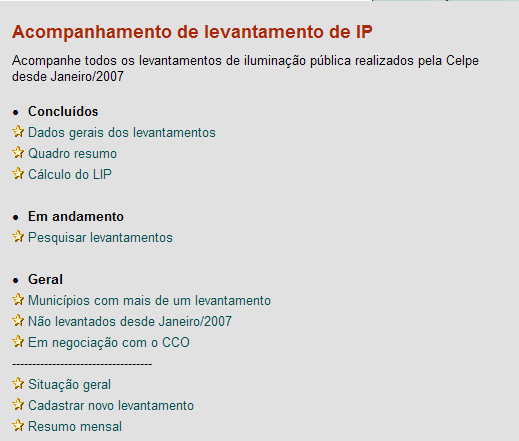 Acompanhamento de levantamento de IP
Acompanhe todos os levantamentos de iluminação pública realizados pela Celpe
desde Janeiro/2007
• Concluídos
Dados gerais dos levantamentos
Quadro resumo
Cálculo do LIP
• Em andamento
Pesquisar levantamentos
• Geral
Municípios com mais de um levantamento
Não levantados desde Janeiro/2007
Em negociação com o CCO
-----------------------------------
Situação geral
Cadastrar novo levantamento
Resumo mensal